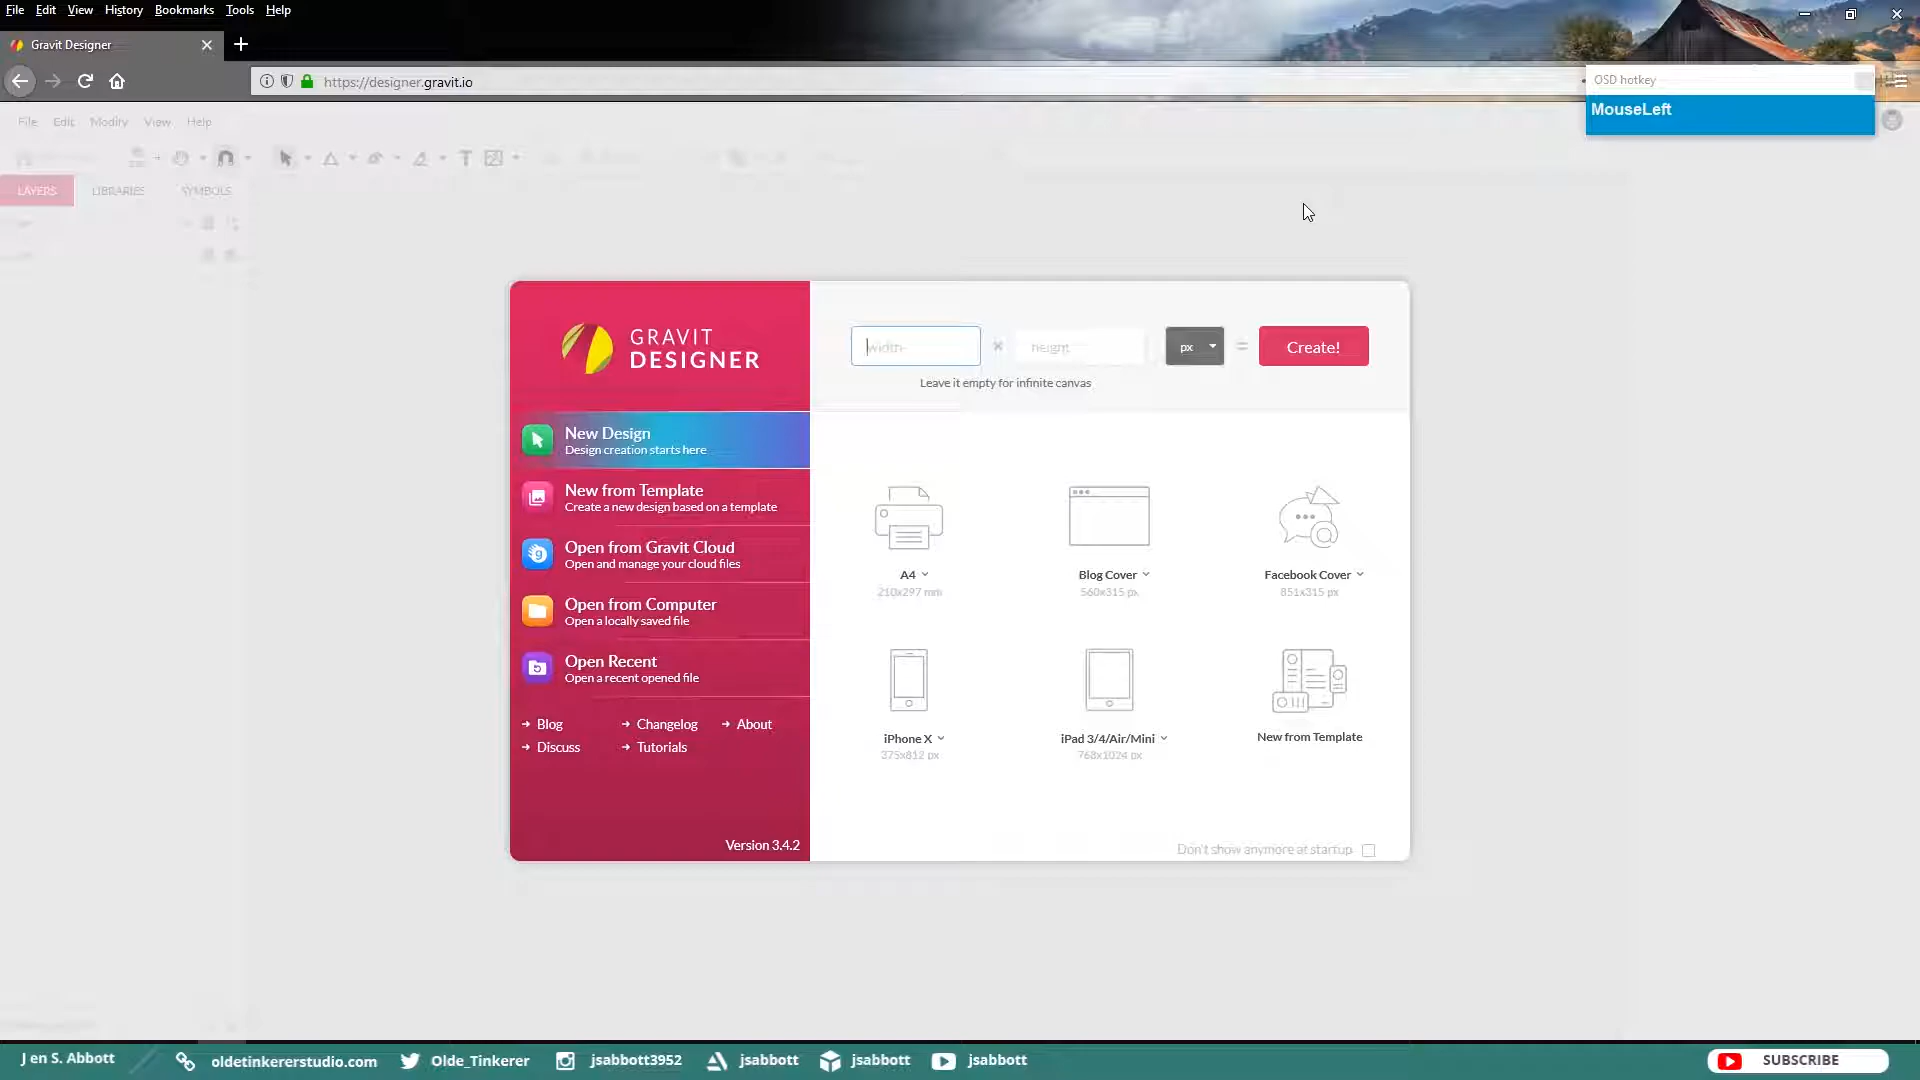 File Edit View History Bookmarks Tools Help
Gravit Designer
https://designer.gravit.io
OSD hotkey
MouseLeft
File Edit Modify View Help
LAYERS LIBRARIES SYMBOLS
GRAVIT
DESIGNER
width
height
px
=
Create!
Leave it empty for infinite canvas
New Design
Design creation starts here
New from Template
Create a new design based on a template
Open from Gravit Cloud
Open and manage your cloud files
Open from Computer
Open a locally saved file
Open Recent
Open a recent opened file
Blog Changelog About
Discuss Tutorials
Version 3.4.2
A4 Blog Cover Facebook Cover
210x297 mm 560x315 px 851x315 px
iPhone X iPad 3/4/Air/Mini New from Template
375x812 px 768x1024 px
Don't show anymore at startup
J en S. Abbott oldetinkererstudio.com Olde_Tinkerer jsabbott3952 jsabbott jsabbott jsabbott SUBSCRIBE